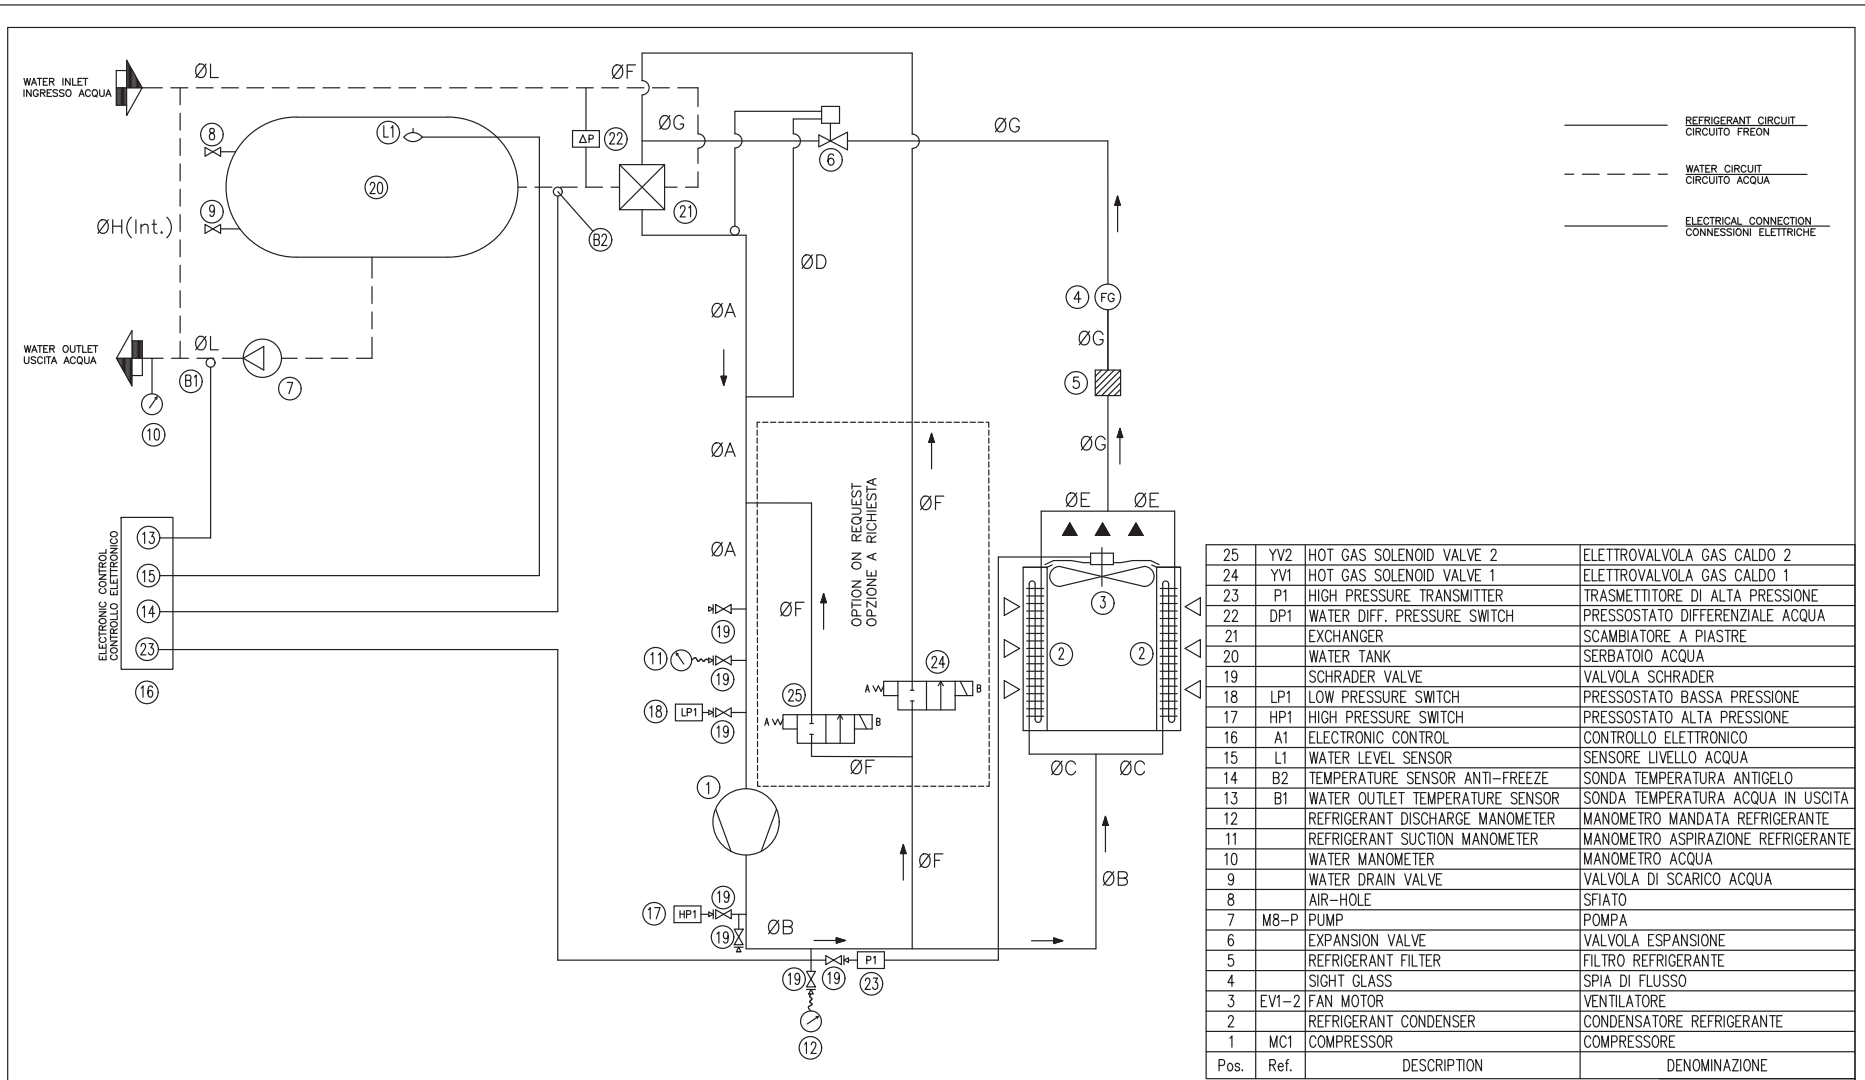 WATER INLET
INGRESSO ACQUA
ØL
ØF
8
L1
ΔP
22
ØG
6
ØG
20
9
21
B2
ØH(Int.)
ØD
ØA
WATER OUTLET
USCITA ACQUA
ØL
B1
7
10
4
FG
ØG
5
ØG
REFRIGERANT CIRCUIT
CIRCUITO FREON
WATER CIRCUIT
CIRCUITO ACQUA
ELECTRICAL CONNECTION
CONNESSIONI ELETTRICHE
ØA
ØA
OPTION ON REQUEST
OPZIONE A RICHIESTA
ØF
ØF
ØE
ØE
3
2
2
ELECTRONIC CONTROL
CONTROLLO ELETTRONICO
13
15
14
23
16
19
11
19
18
LP1
19
25
A
B
24
A
B
ØF
ØC
ØC
1
ØF
ØB
17
HP1
19
19
ØB
19
19
P1
23
12
25 YV2 HOT GAS SOLENOID VALVE 2 ELETTROVALVOLA GAS CALDO 2
24 YV1 HOT GAS SOLENOID VALVE 1 ELETTROVALVOLA GAS CALDO 1
23 P1 HIGH PRESSURE TRANSMITTER TRASMETTITORE DI ALTA PRESSIONE
22 DP1 WATER DIFF. PRESSURE SWITCH PRESSOSTATO DIFFERENZIALE ACQUA
21 EXCHANGER SCAMBIATORE A PIASTRE
20 WATER TANK SERBATOIO ACQUA
19 SCHRADER VALVE VALVOLA SCHRADER
18 LP1 LOW PRESSURE SWITCH PRESSOSTATO BASSA PRESSIONE
17 HP1 HIGH PRESSURE SWITCH PRESSOSTATO ALTA PRESSIONE
16 A1 ELECTRONIC CONTROL CONTROLLO ELETTRONICO
15 L1 WATER LEVEL SENSOR SENSORE LIVELLO ACQUA
14 B2 TEMPERATURE SENSOR ANTI-FREEZE SONDA TEMPERATURA ANTIGELO
13 B1 WATER OUTLET TEMPERATURE SENSOR SONDA TEMPERATURA ACQUA IN USCITA
12 REFRIGERANT DISCHARGE MANOMETER MANOMETRO MANDATA REFRIGERANTE
11 REFRIGERANT SUCTION MANOMETER MANOMETRO ASPIRAZIONE REFRIGERANTE
10 WATER MANOMETER MANOMETRO ACQUA
9 WATER DRAIN VALVE VALVOLA DI SCARICO ACQUA
8 AIR-HOLE SFIATO
7 M8-P PUMP POMPA
6 EXPANSION VALVE VALVOLA ESPANSIONE
5 REFRIGERANT FILTER FILTRO REFRIGERANTE
4 SIGHT GLASS SPIA DI FLUSSO
3 EV1-2 FAN MOTOR VENTILATORE
2 REFRIGERANT CONDENSER CONDENSATORE REFRIGERANTE
1 MC1 COMPRESSOR COMPRESSORE
Pos. Ref. DESCRIPTION DENOMINAZIONE